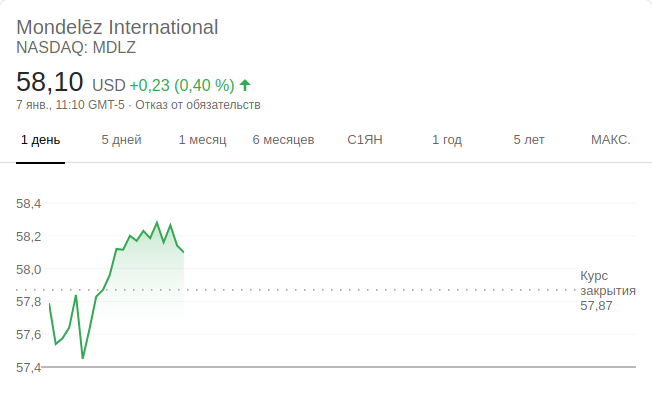 Mondelēz International
NASDAQ: MDLZ
58,10 USD +0,23 (0,40 %)
7 янв., 11:10 GMT-5 · Отказ от обязательств
1 день 5 дней 1 месяц 6 месяцев С1ЯН 1 год 5 лет МАКС.
58,4
58,2
58,0
57,8
57,6
57,4
Курс
закрытия
57,87